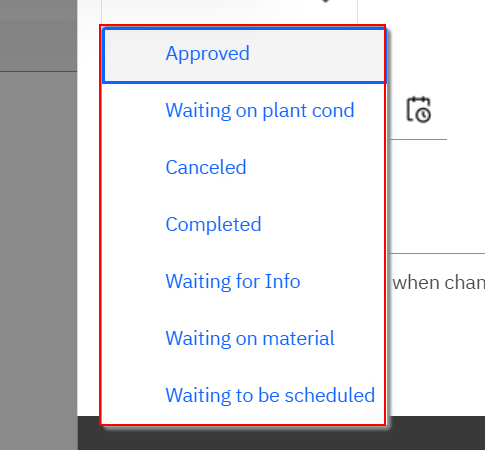 Approved
Waiting on plant cond
Canceled
Completed
Waiting for Info
when chan
Waiting on material
Waiting to be scheduled